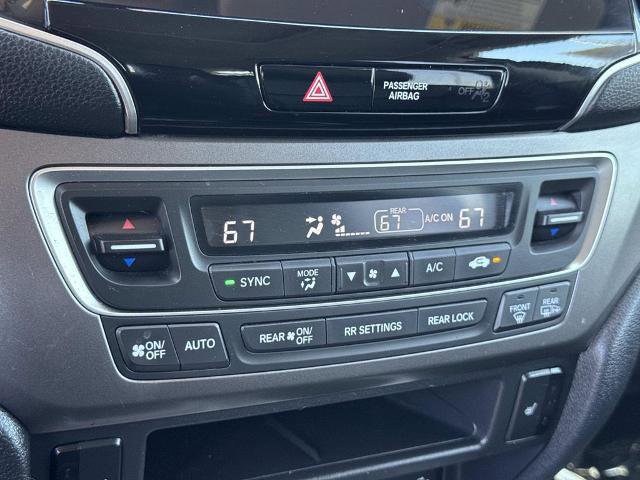 PASSENGER
AIRBAG
OFF
67
REAR
67
A/C ON
67
SYNC
MODE
A/C
ON/
OFF
AUTO
REAR ON/
OFF
RR SETTINGS
REAR LOCK
FRONT
REAR